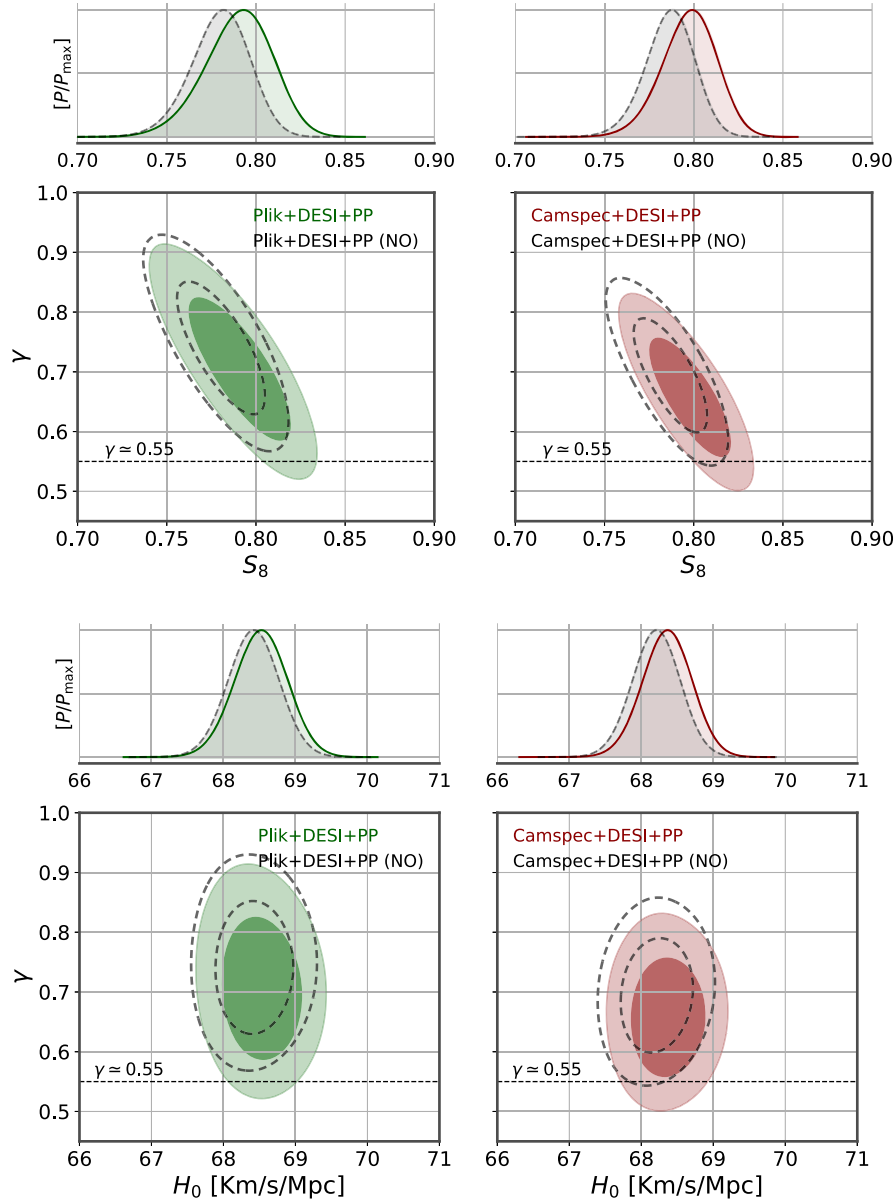 [P/P_max]
0.70 0.75 0.80 0.85 0.90
0.70 0.75 0.80 0.85 0.90
1.0
0.9
0.8
0.7
0.6
0.5
γ
Plik+DESI+PP
Plik+DESI+PP (NO)
γ ≃ 0.55
0.70 0.75 0.80 0.85 0.90
S₈
Camspec+DESI+PP
Camspec+DESI+PP (NO)
γ ≃ 0.55
0.70 0.75 0.80 0.85 0.90
S₈
[P/P_max]
66 67 68 69 70 71
66 67 68 69 70 71
1.0
0.9
0.8
0.7
0.6
0.5
γ
Plik+DESI+PP
Plik+DESI+PP (NO)
γ ≃ 0.55
66 67 68 69 70 71
H₀ [Km/s/Mpc]
Camspec+DESI+PP
Camspec+DESI+PP (NO)
γ ≃ 0.55
66 67 68 69 70 71
H₀ [Km/s/Mpc]